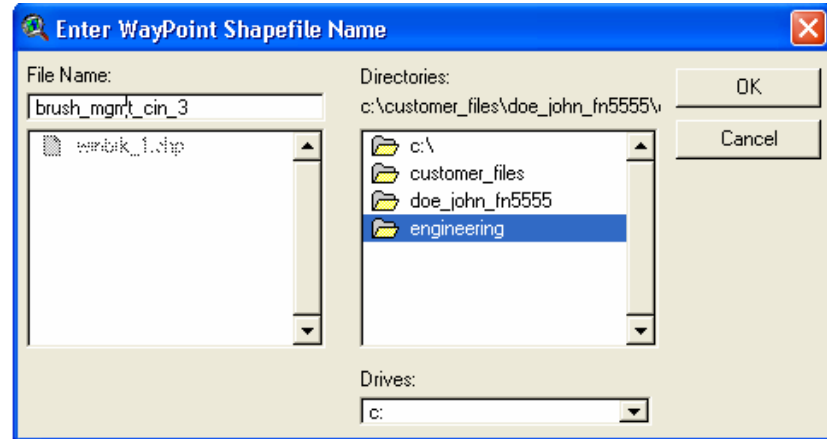 Enter WayPoint Shapefile Name
File Name:
brush_mgmt_cin_3
Directories:
c:\customer_files\doe_john_fn5555\
c:\
customer_files
doe_john_fn5555
engineering
Drives:
c:
OK
Cancel